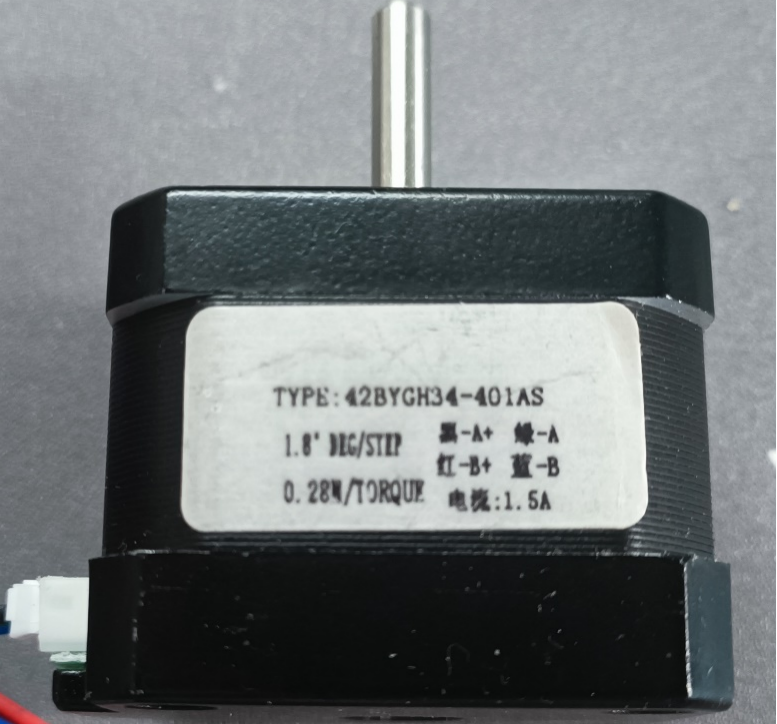 TYPE:42BYGH34-401AS
1.8° DEG/STEP 黑-A+ 绿-A
红-B+ 蓝-B
0.28N/TORQUE 电流:1.5A